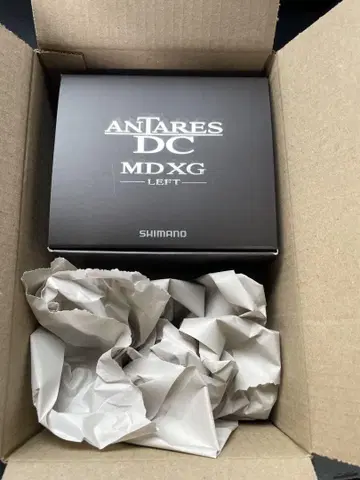 ANTARES
DC
MD XG
LEFT
SHIMANO